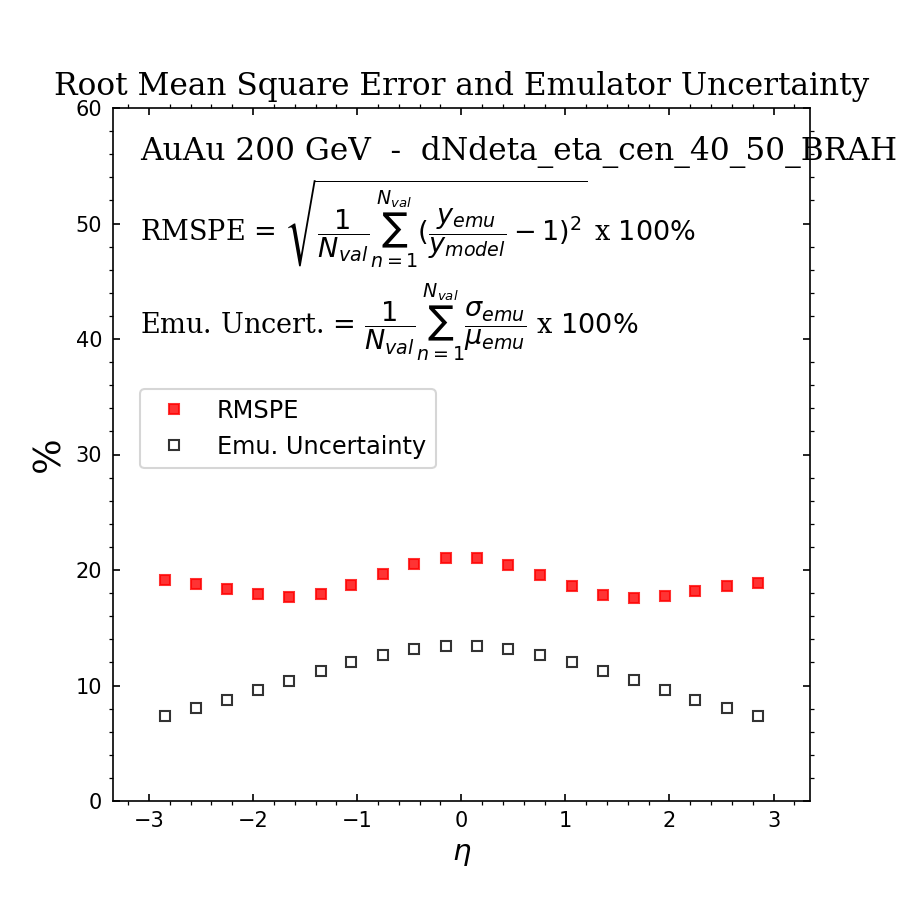 Root Mean Square Error and Emulator Uncertainty
60
AuAu 200 GeV - dNdeta_eta_cen_40_50_BRAH
50
RMSPE = √(1/N_val ∑_{n=1}^{N_val} (y_emu/y_model − 1)²) x 100%
Emu. Uncert. = 1/N_val ∑_{n=1}^{N_val} σ_emu/μ_emu x 100%
40
RMSPE
Emu. Uncertainty
%
30
20
10
0
−3 −2 −1 0 1 2 3
η